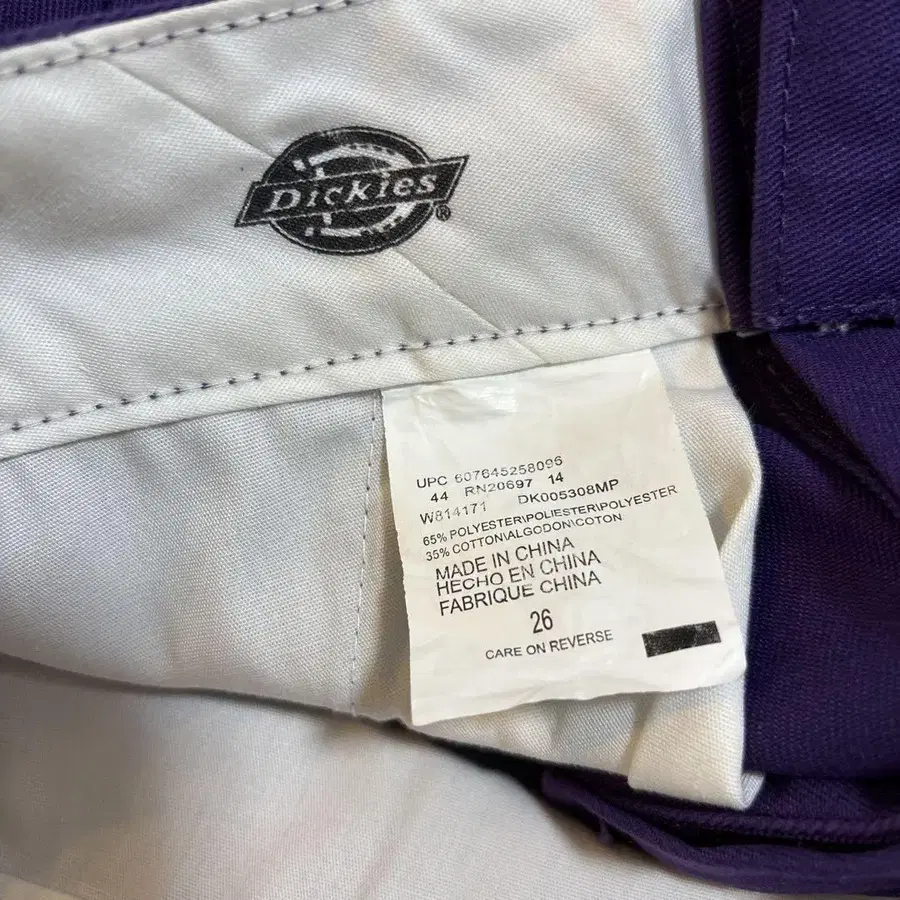 Dickies®
UPC 607645258096
44 RN20697 14
W814171 DK005308MP
65% POLYESTER\POLIESTER\POLYESTER
35% COTTON\ALGODON\COTON
MADE IN CHINA
HECHO EN CHINA
FABRIQUE CHINA
26
CARE ON REVERSE